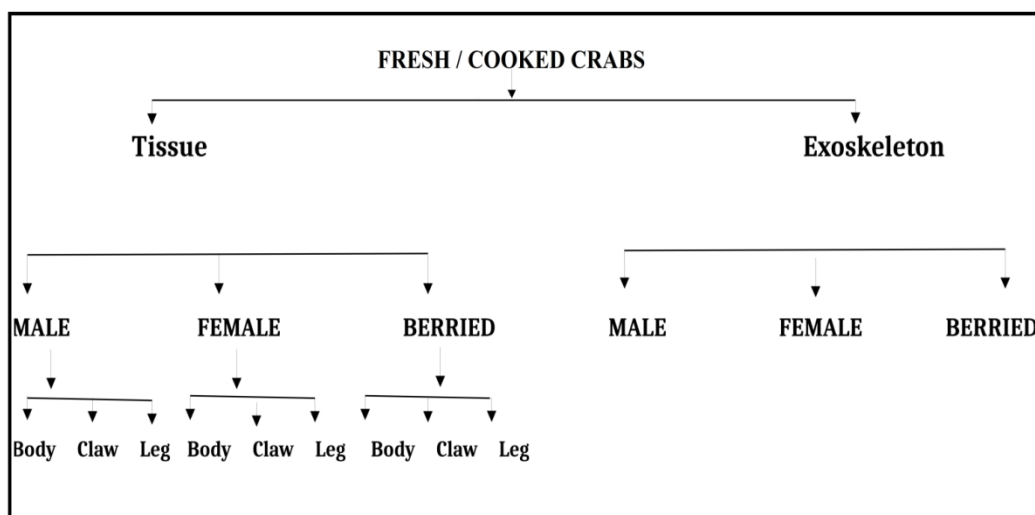 FRESH / COOKED CRABS
Tissue Exoskeleton
MALE FEMALE BERRIED MALE FEMALE BERRIED
Body Claw Leg Body Claw Leg Body Claw Leg